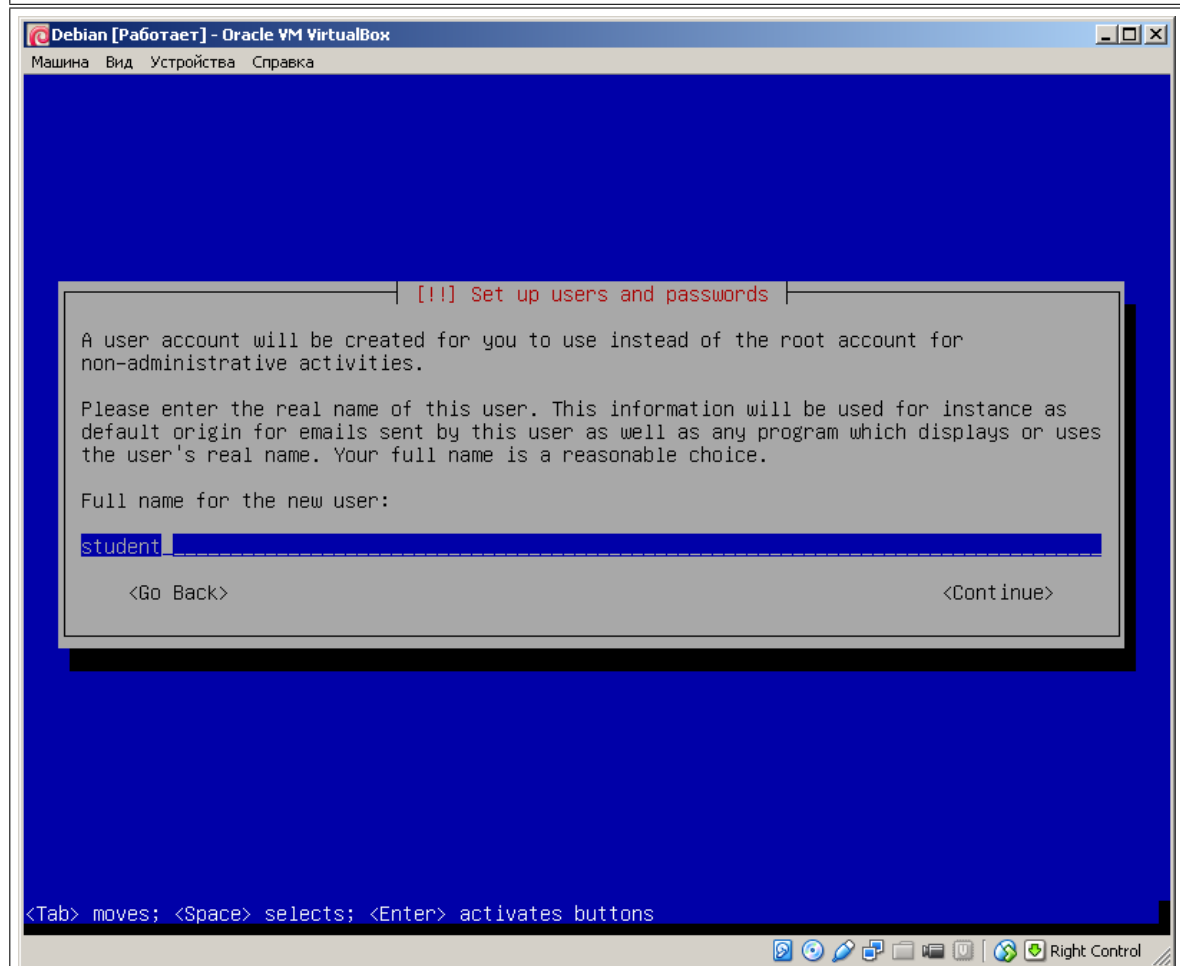 Debian [Работает] - Oracle VM VirtualBox
Машина Вид Устройства Справка
[!!] Set up users and passwords
A user account will be created for you to use instead of the root account for
non-administrative activities.
Please enter the real name of this user. This information will be used for instance as
default origin for emails sent by this user as well as any program which displays or uses
the user's real name. Your full name is a reasonable choice.
Full name for the new user:
student
<Go Back> <Continue>
<Tab> moves; <Space> selects; <Enter> activates buttons
Right Control